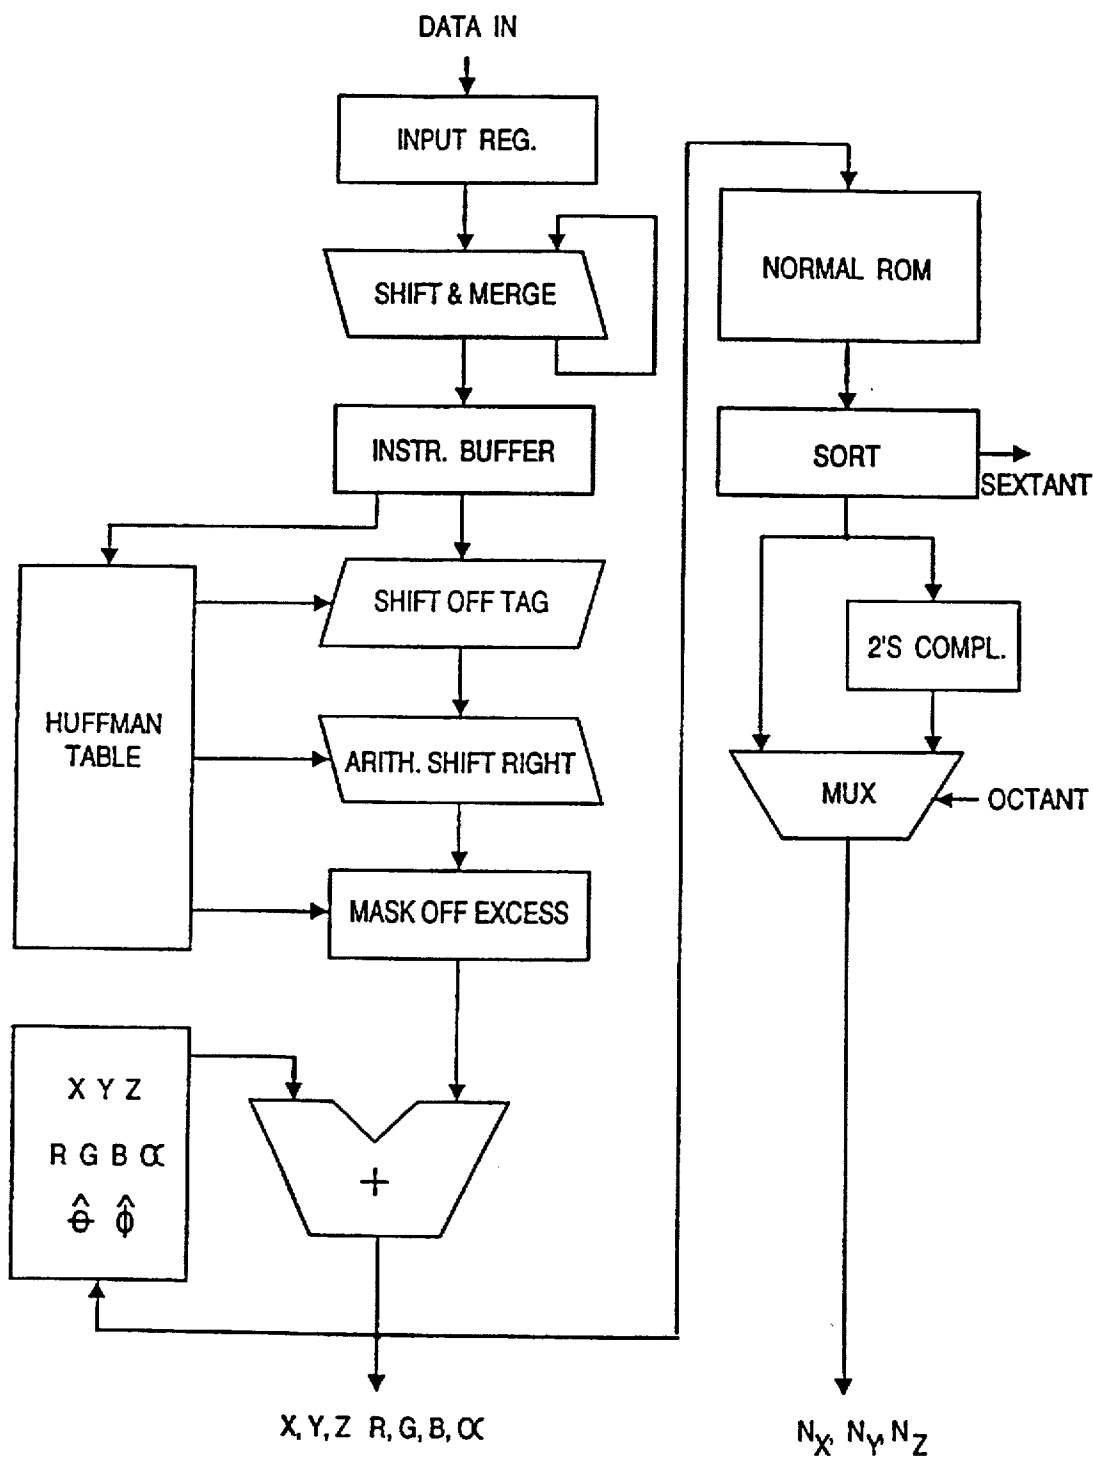 DATA IN
INPUT REG.
SHIFT & MERGE
INSTR. BUFFER
SHIFT OFF TAG
HUFFMAN
TABLE
ARITH. SHIFT RIGHT
MASK OFF EXCESS
X Y Z
R G B α
θ̂ φ̂
+
X, Y, Z R, G, B, α
NORMAL ROM
SORT
SEXTANT
2'S COMPL.
MUX
OCTANT
N_X, N_Y, N_Z